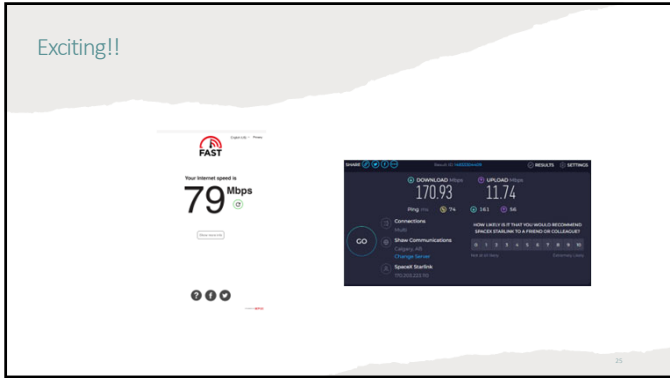 Exciting!!
FAST
Your Internet speed is
79 Mbps
SHARE
RESULTS
SETTINGS
DOWNLOAD Mbps
UPLOAD Mbps
170.93
11.74
Ping ms
74
161
56
Connections
Multi
GO
Shaw Communications
Calgary, AB
Change Server
SpaceX Starlink
HOW LIKELY IS IT THAT YOU WOULD RECOMMEND
SPACEX STARLINK TO A FRIEND OR COLLEAGUE?
0 1 2 3 4 5 6 7 8 9 10
25